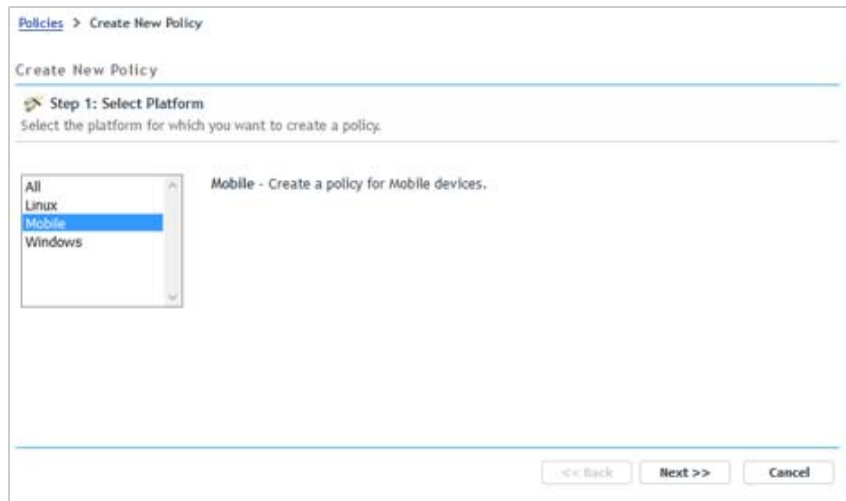 Policies > Create New Policy
Create New Policy
Step 1: Select Platform
Select the platform for which you want to create a policy.
All
Linux
Mobile
Windows
Mobile - Create a policy for Mobile devices.
<< Back
Next >>
Cancel